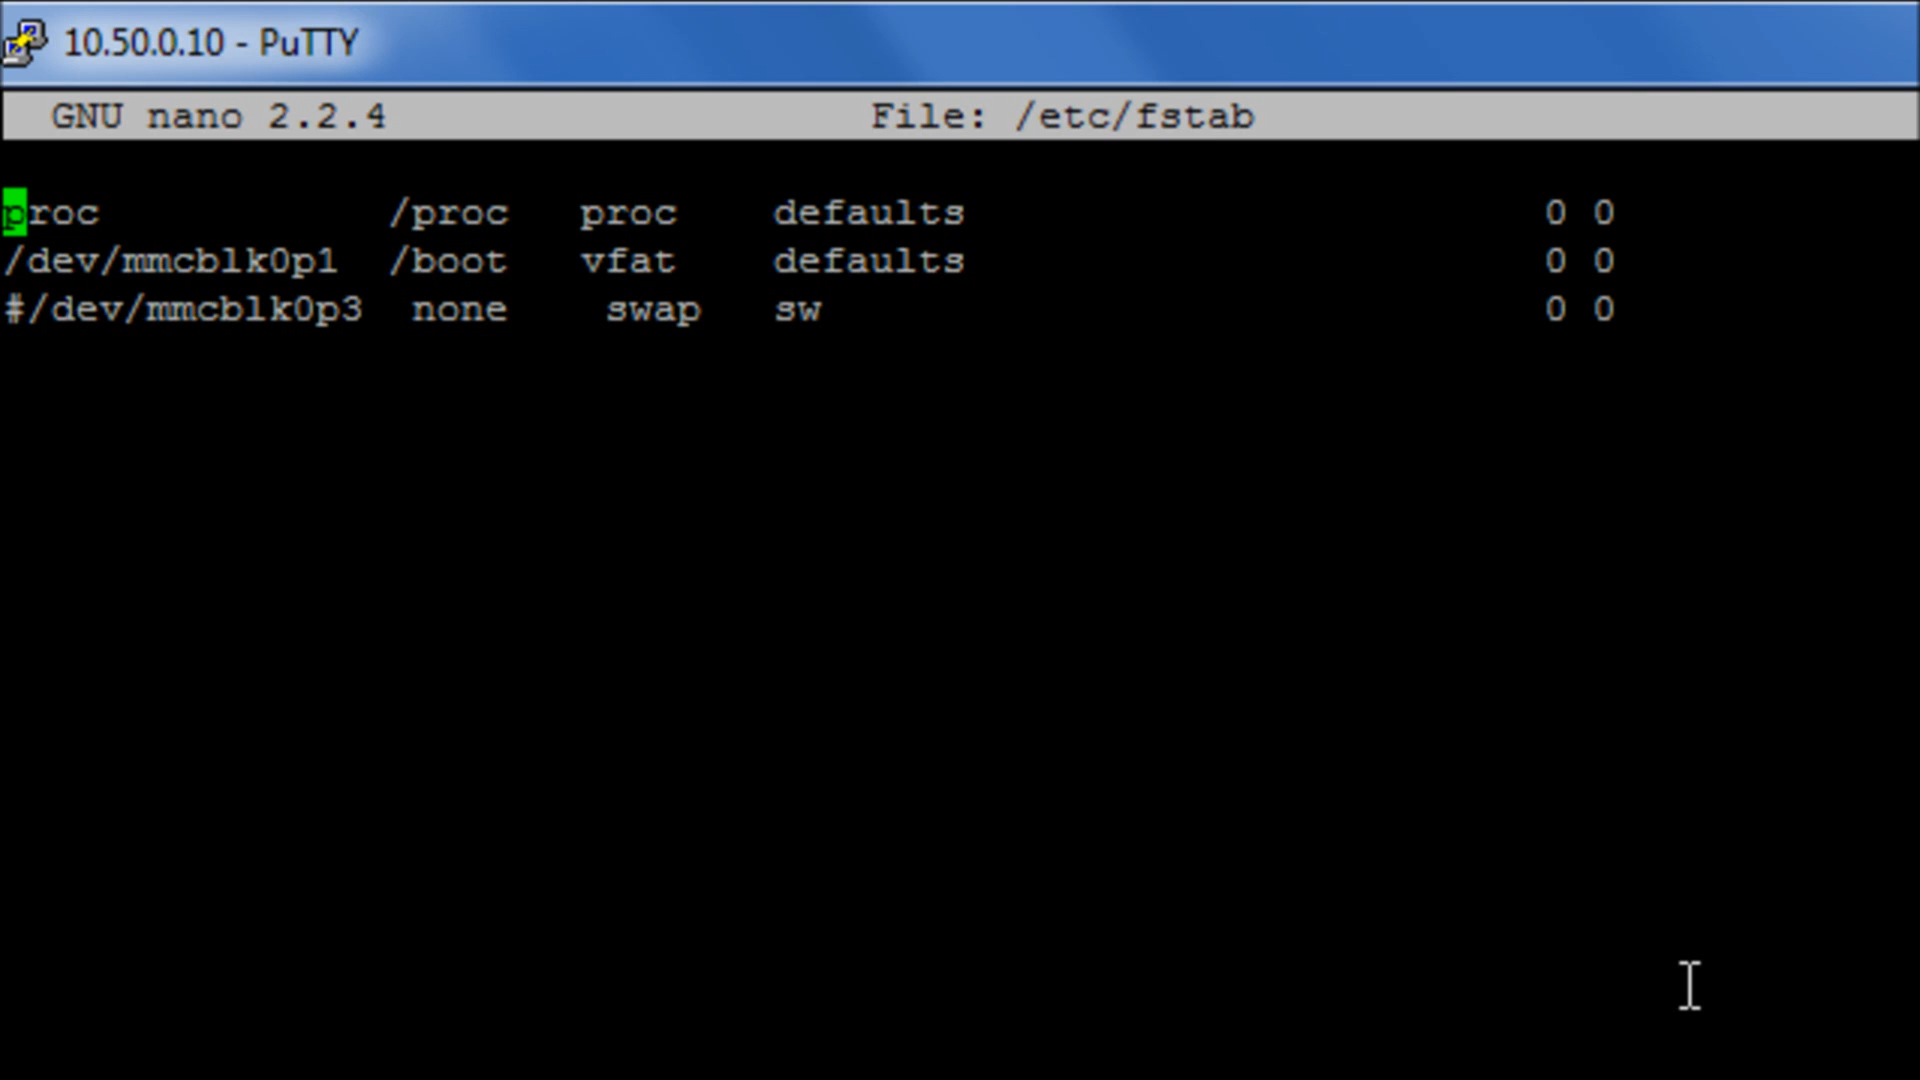 10.50.0.10 - PuTTY
GNU nano 2.2.4 File: /etc/fstab
proc /proc proc defaults 0 0
/dev/mmcblk0p1 /boot vfat defaults 0 0
#/dev/mmcblk0p3 none swap sw 0 0